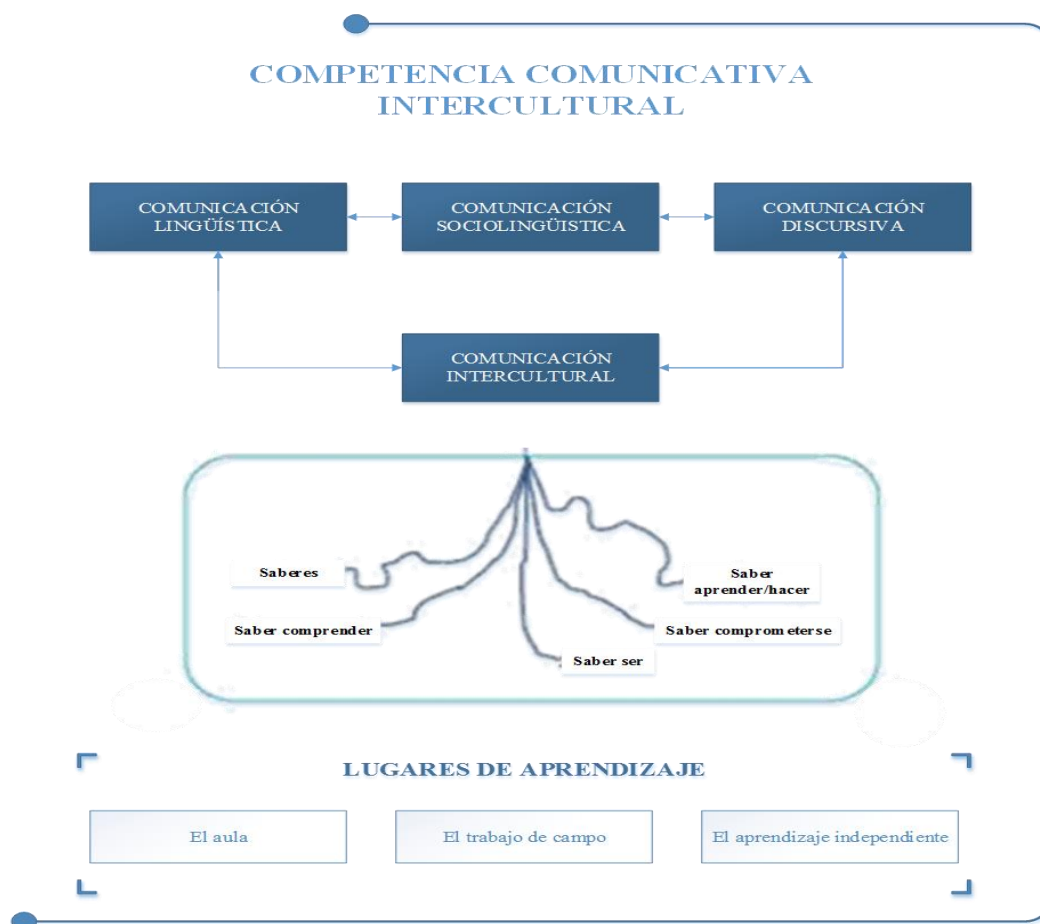 COMPETENCIA COMUNICATIVA
INTERCULTURAL
COMUNICACIÓN
LINGÜÍSTICA
COMUNICACIÓN
SOCIOLINGÜISTICA
COMUNICACIÓN
DISCURSIVA
COMUNICACIÓN
INTERCULTURAL
Saberes
Saber
aprender/hacer
Saber comprender
Saber comprometerse
Saber ser
LUGARES DE APRENDIZAJE
El aula
El trabajo de campo
El aprendizaje independiente